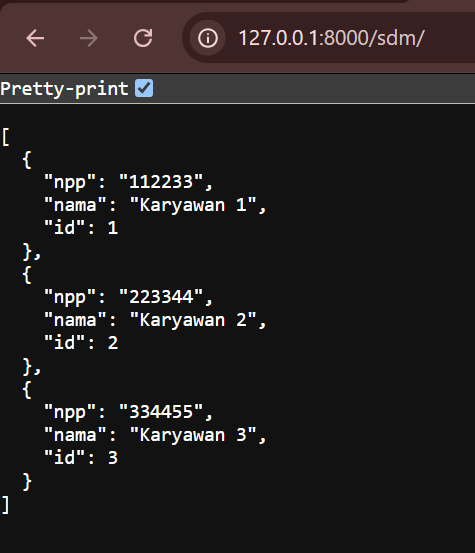 127.0.0.1:8000/sdm/
Pretty-print
[
  {
    "npp": "112233",
    "nama": "Karyawan 1",
    "id": 1
  },
  {
    "npp": "223344",
    "nama": "Karyawan 2",
    "id": 2
  },
  {
    "npp": "334455",
    "nama": "Karyawan 3",
    "id": 3
  }
]